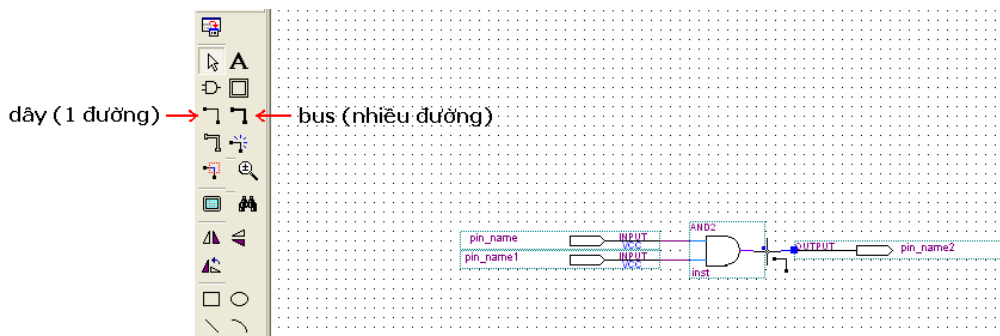 A
dây (1 đường)
bus (nhiều đường)
AND2
pin_name
INPUT
VCC
pin_name1
INPUT
VCC
inst
OUTPUT
pin_name2